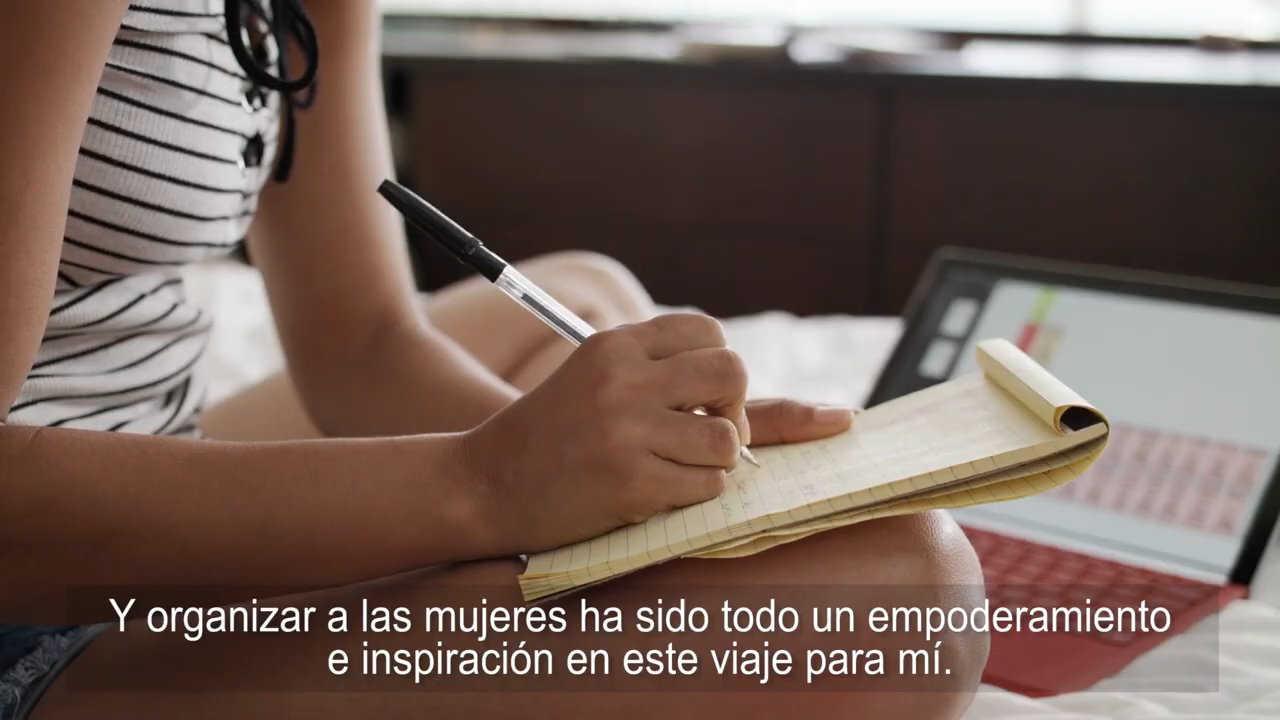 Y organizar a las mujeres ha sido todo un empoderamiento
e inspiración en este viaje para mí.